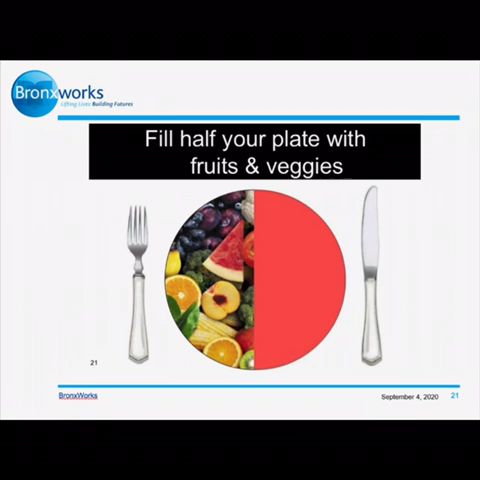 Bronxworks
Lifting Lives Building Futures
Fill half your plate with
fruits & veggies
21
BronxWorks
September 4, 2020
21